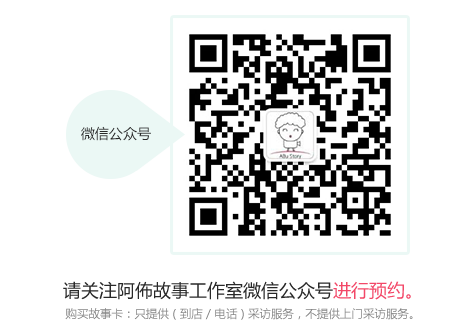 微信公众号
ABu Story
请关注阿佈故事工作室微信公众号进行预约。
购买故事卡：只提供（到店 / 电话）采访服务，不提供上门采访服务。